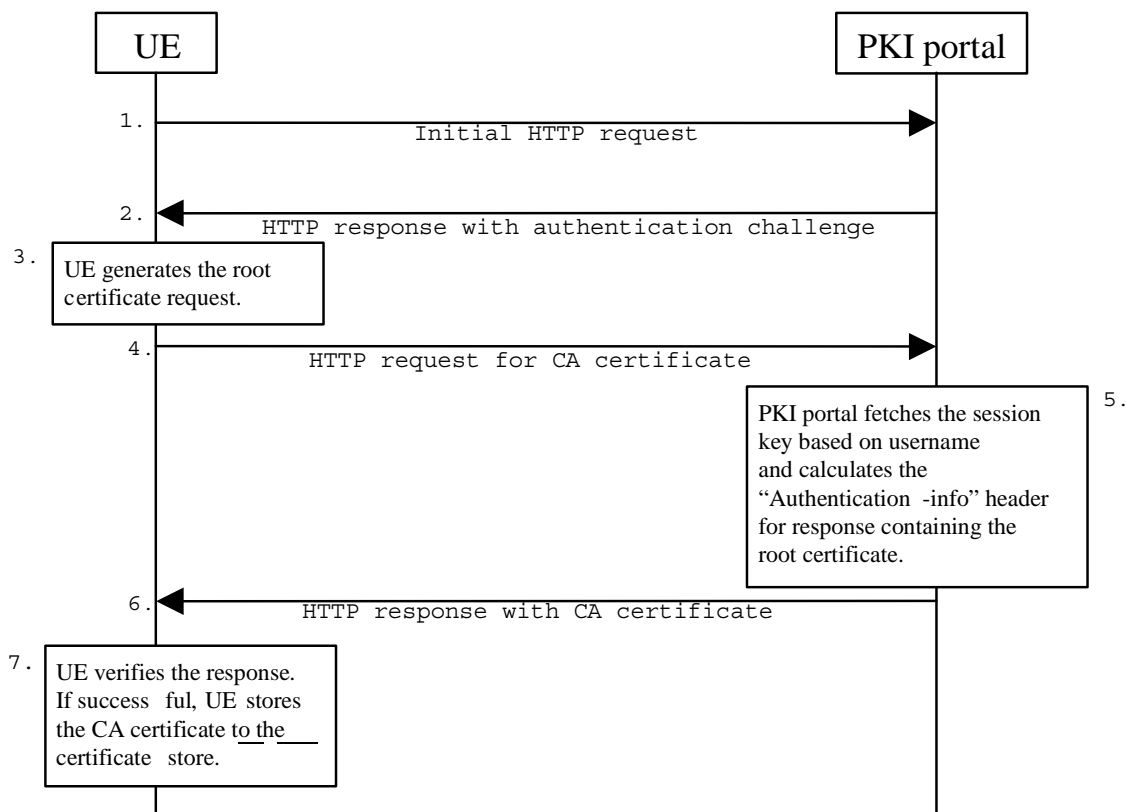 UE
PKI portal
1.
Initial HTTP request
2.
HTTP response with authentication challenge
3.
UE generates the root
certificate request.
4.
HTTP request for CA certificate
5.
PKI portal fetches the session
key based on username
and calculates the
“Authentication -info” header
for response containing the
root certificate.
6.
HTTP response with CA certificate
7.
UE verifies the response.
If success ful, UE stores
the CA certificate to the
certificate store.